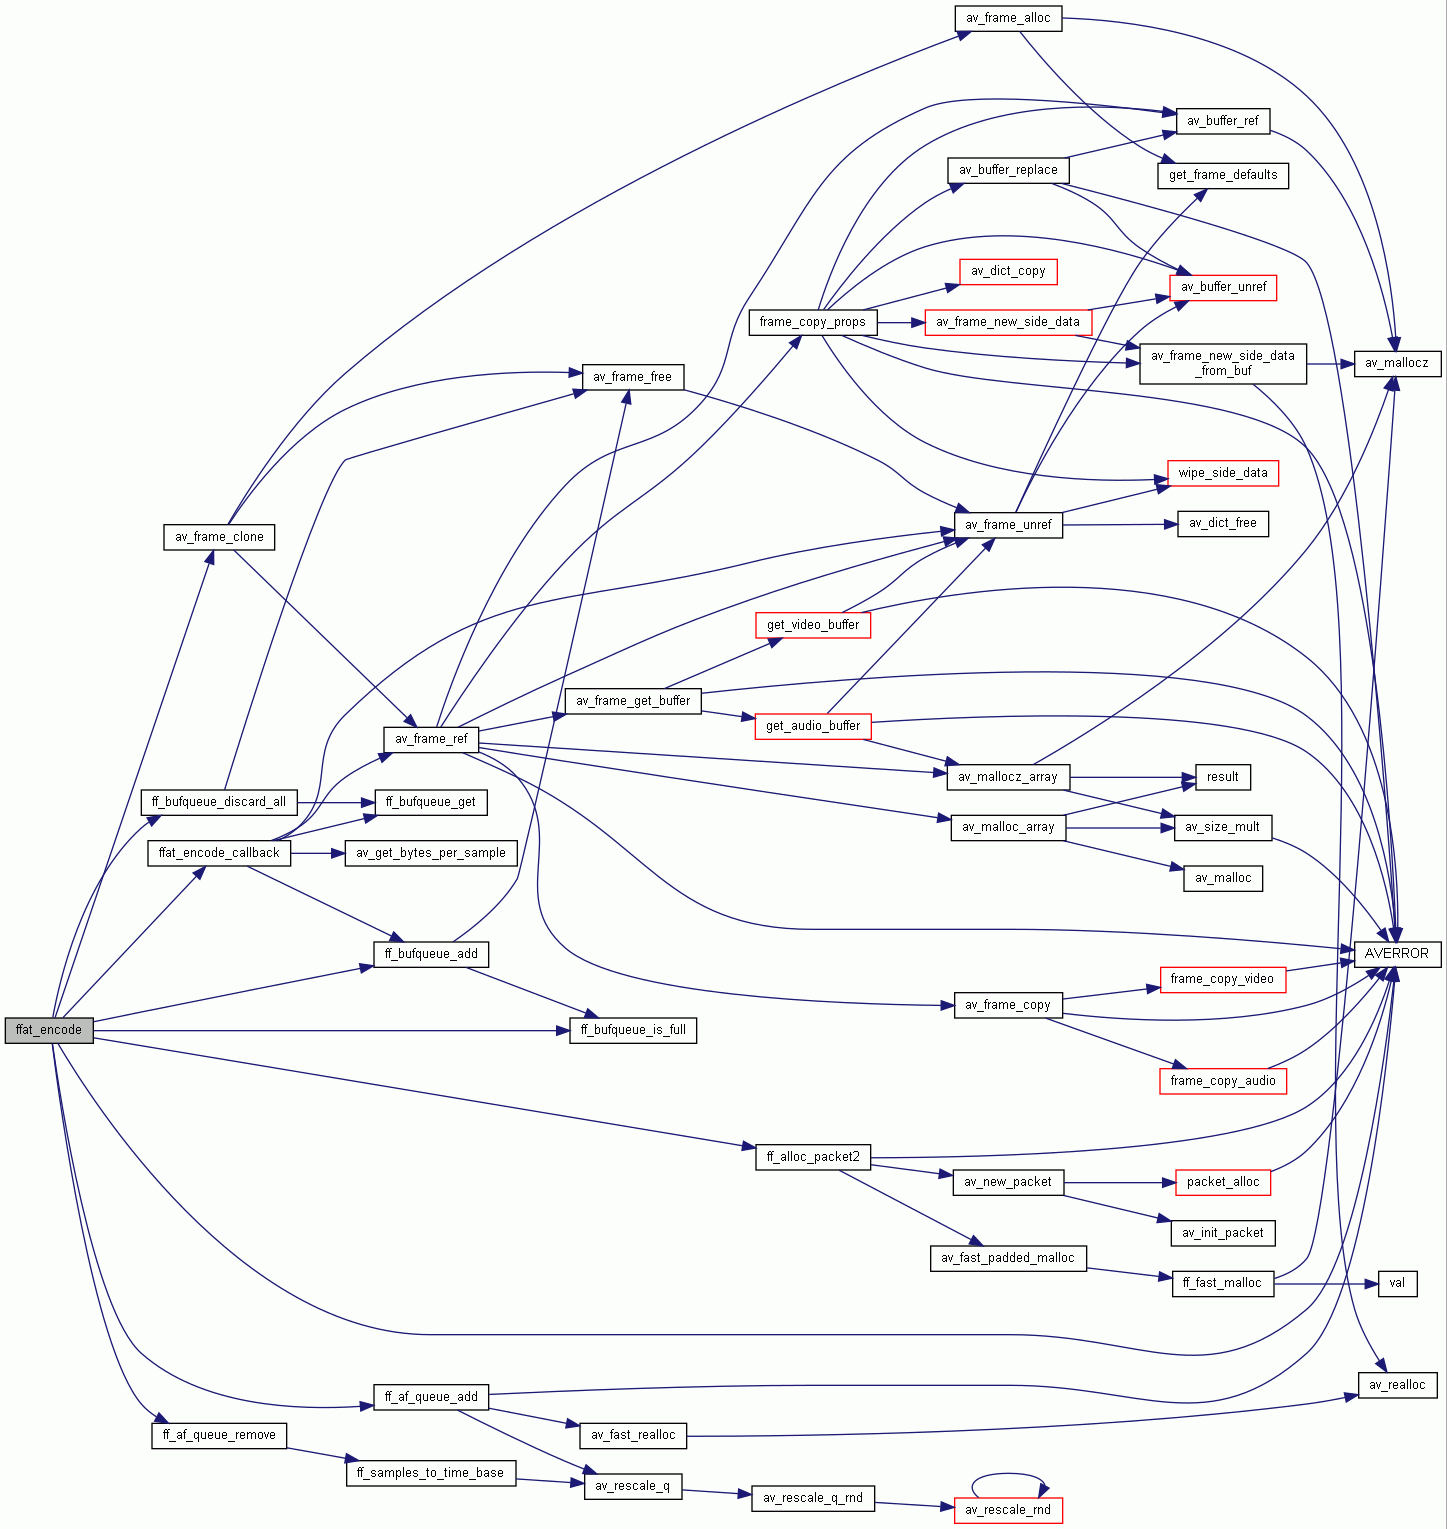 av_frame_alloc
av_buffer_ref
av_buffer_replace
get_frame_defaults
av_dict_copy
av_buffer_unref
frame_copy_props
av_frame_new_side_data
av_frame_new_side_data
_from_buf
av_mallocz
av_frame_free
wipe_side_data
av_frame_unref
av_dict_free
av_frame_clone
get_video_buffer
av_frame_get_buffer
get_audio_buffer
av_frame_ref
av_mallocz_array
result
ff_bufqueue_discard_all
ff_bufqueue_get
av_malloc_array
av_size_mult
ffat_encode_callback
av_get_bytes_per_sample
av_malloc
ff_bufqueue_add
AVERROR
frame_copy_video
av_frame_copy
ffat_encode
ff_bufqueue_is_full
frame_copy_audio
ff_alloc_packet2
av_new_packet
packet_alloc
av_init_packet
av_fast_padded_malloc
ff_fast_malloc
val
av_realloc
ff_af_queue_add
ff_af_queue_remove
av_fast_realloc
ff_samples_to_time_base
av_rescale_q
av_rescale_q_rnd
av_rescale_rnd